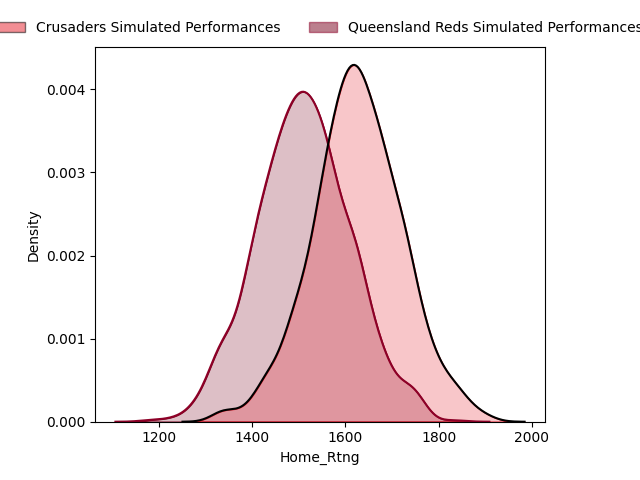 Crusaders Simulated Performances
Queensland Reds Simulated Performances
0.004
0.003
0.002
0.001
0.000
Density
1200 1400 1600 1800 2000
Home_Rtng